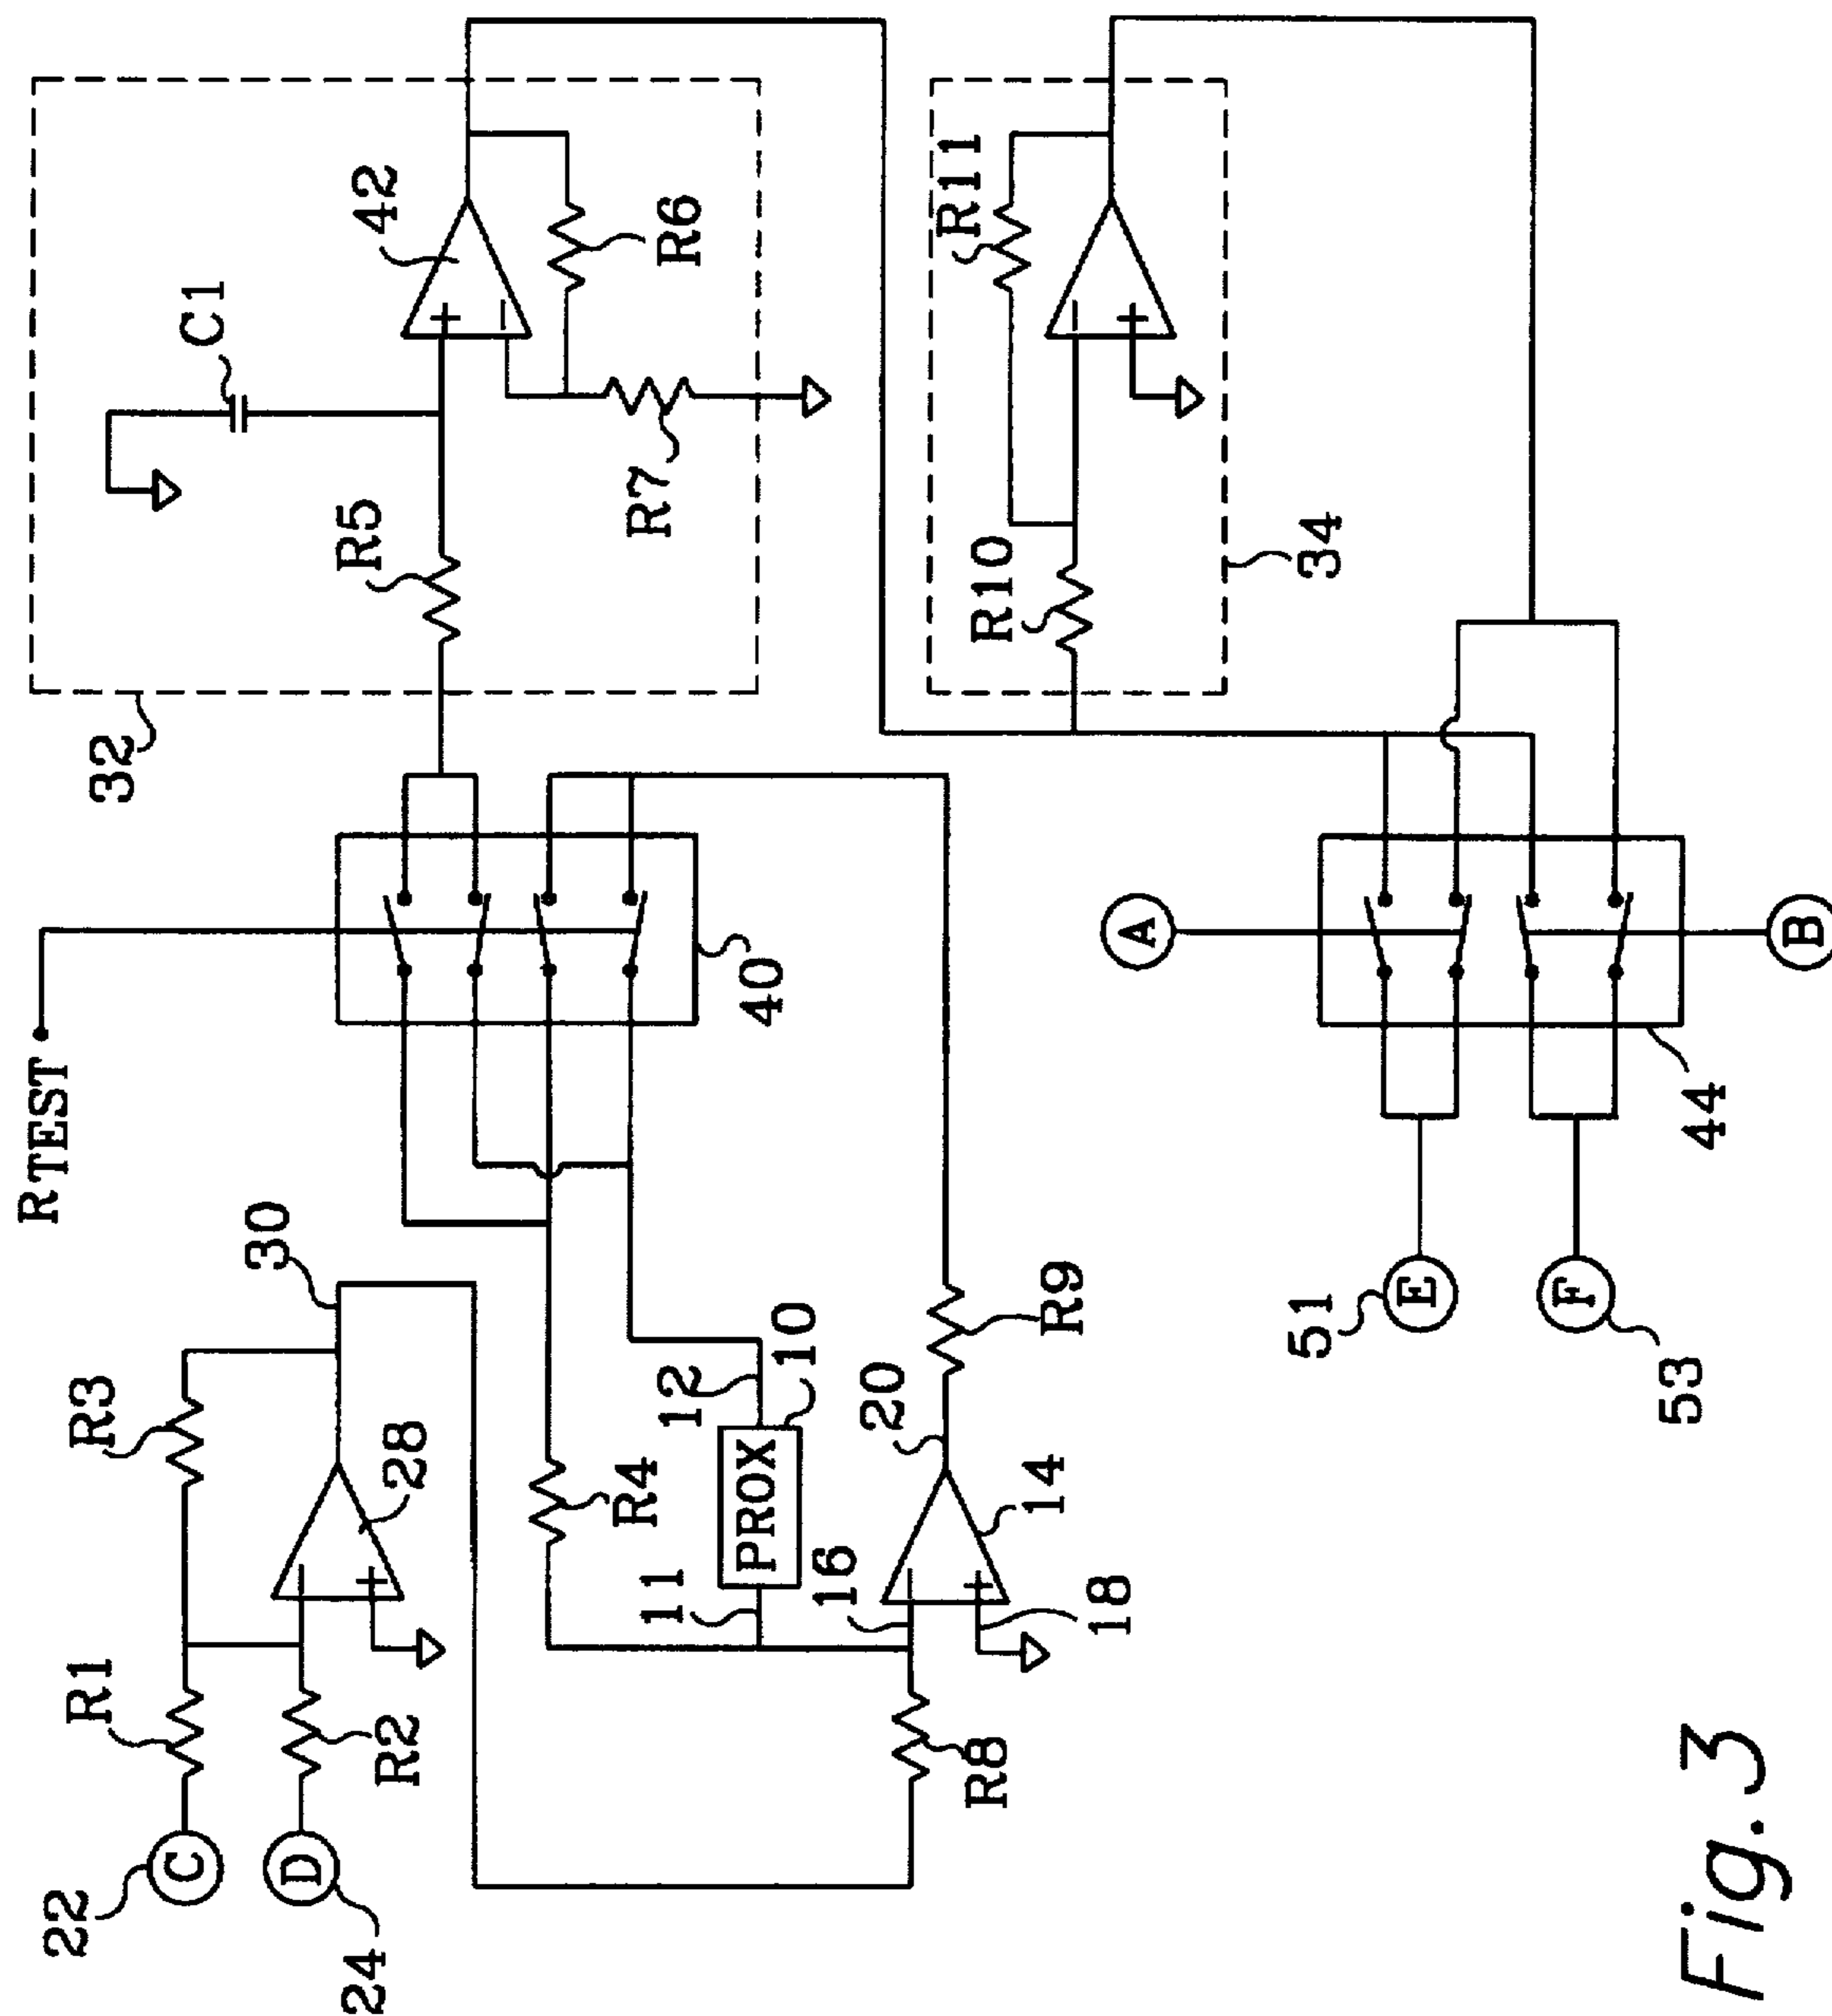 R TEST
32
C1
42
R5
R6
R7
40
30
R3
R1
28
22
C
R2
D
24
R4
12
10
PROX
11
16
14
18
20
R9
R8
R11
R10
34
A
B
44
51
E
F
53
Fig. 3
+
−
+
−
−
+
−
+